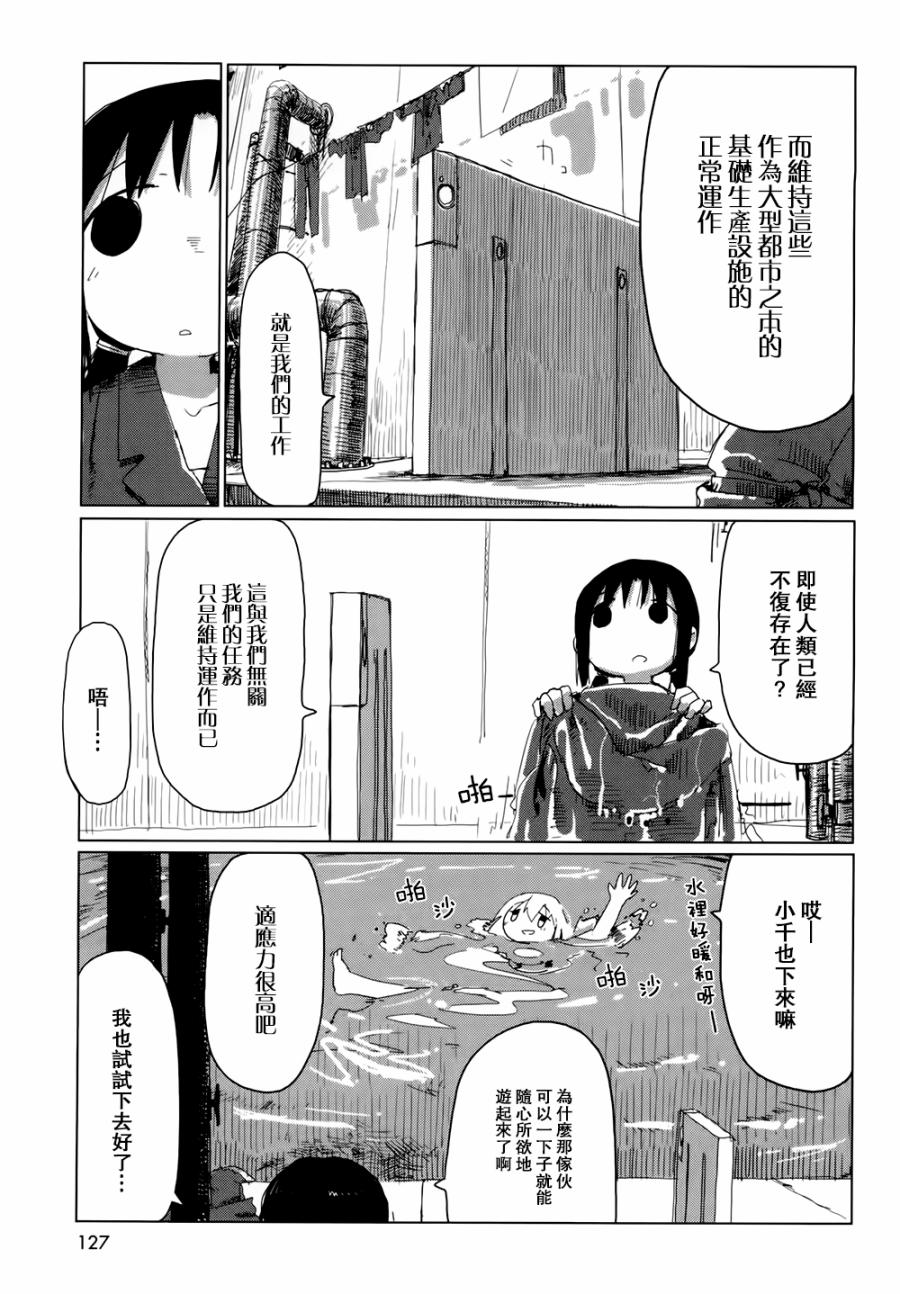 而維持這些
作為大型都市之本的
基礎生產設施的
正常運作
就是我們的工作
即使人類已經
不復存在了？
啪
這與我們無關
我們的任務
只是維持運作而已
唔——……
哎——
小千也下來嘛
水裡好暖和呀——
啪
沙
啪
沙
為什麼那傢伙
可以一下子就能
隨心所欲地
遊起來了啊
適應力很高吧
我也試試下去好了…
127